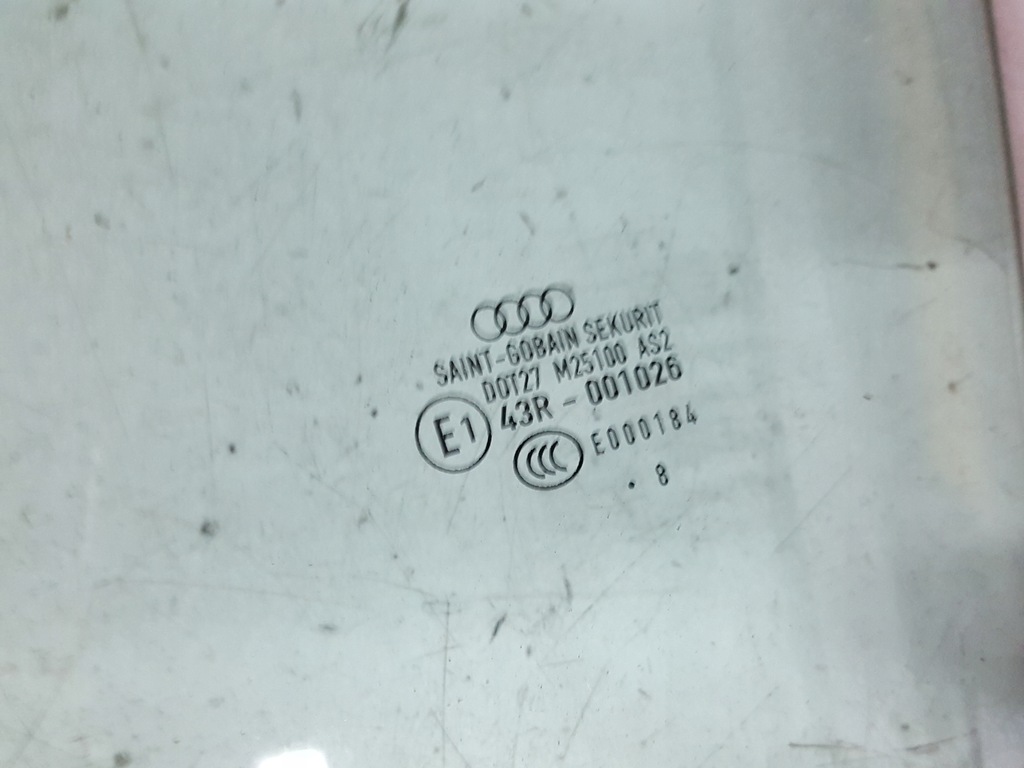 SAINT-GOBAIN SEKURIT
DOT27 M25100 AS2
E1 43R - 001026
CCC E000184
. 8